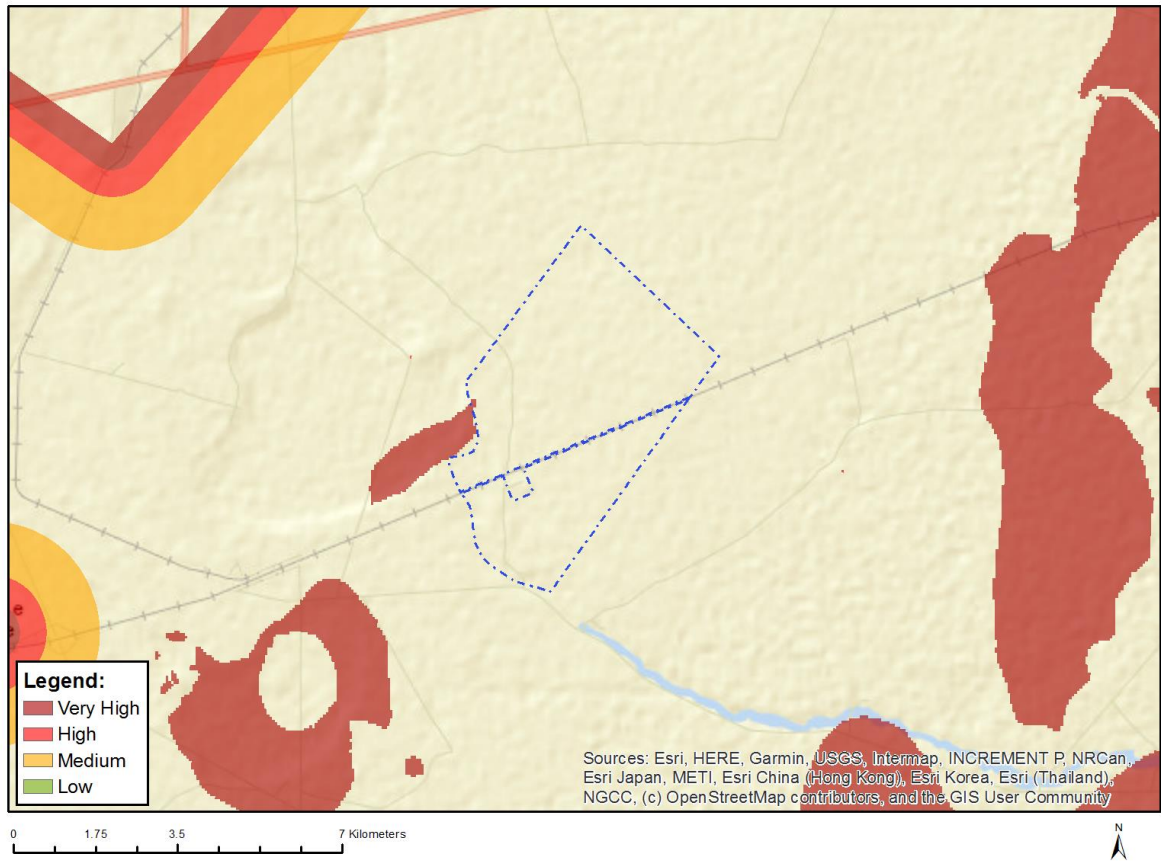 e
e
Legend:
Very High
High
Medium
Low
Sources: Esri, HERE, Garmin, USGS, Intermap, INCREMENT P, NRCan,
Esri Japan, METI, Esri China (Hong Kong), Esri Korea, Esri (Thailand),
NGCC, (c) OpenStreetMap contributors, and the GIS User Community
0 1.75 3.5 7 Kilometers
N